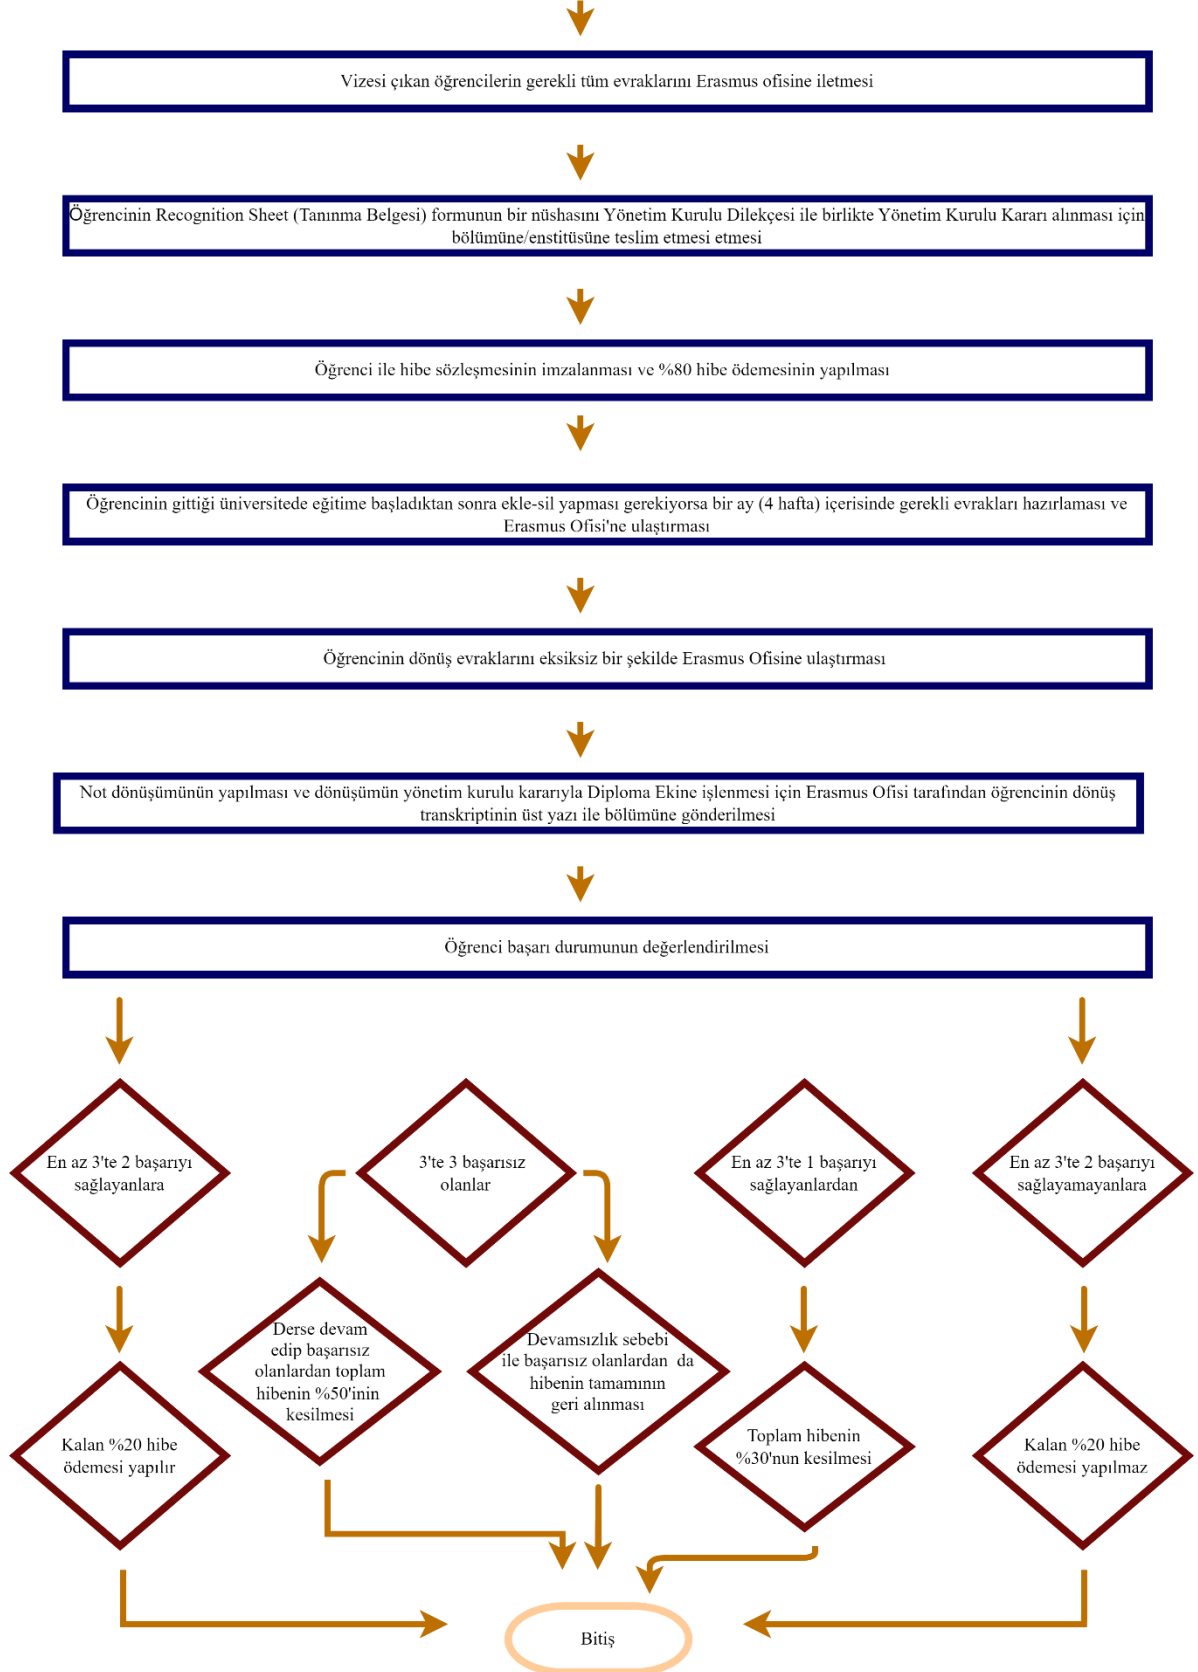 Vizesi çıkan öğrencilerin gerekli tüm evraklarını Erasmus ofisine iletmesi
Öğrencinin Recognition Sheet (Tanınma Belgesi) formunun bir nüshasını Yönetim Kurulu Dilekçesi ile birlikte Yönetim Kurulu Kararı alınması için
bölümüne/enstitüsüne teslim etmesi etmesi
Öğrenci ile hibe sözleşmesinin imzalanması ve %80 hibe ödemesinin yapılması
Öğrencinin gittiği üniversitede eğitime başladıktan sonra ekle-sil yapması gerekiyorsa bir ay (4 hafta) içerisinde gerekli evrakları hazırlaması ve
Erasmus Ofisi'ne ulaştırması
Öğrencinin dönüş evraklarını eksiksiz bir şekilde Erasmus Ofisine ulaştırması
Not dönüşümünün yapılması ve dönüşümün yönetim kurulu kararıyla Diploma Ekine işlenmesi için Erasmus Ofisi tarafından öğrencinin dönüş
transkriptinin üst yazı ile bölümüne gönderilmesi
Öğrenci başarı durumunun değerlendirilmesi
En az 3'te 2 başarıyı
sağlayanlara
3'te 3 başarısız
olanlar
En az 3'te 1 başarıyı
sağlayanlardan
En az 3'te 2 başarıyı
sağlayamayanlara
Derse devam
edip başarısız
olanlardan toplam
hibenin %50'inin
kesilmesi
Devamsızlık sebebi
ile başarısız olanlardan  da
hibenin tamamının
geri alınması
Kalan %20 hibe
ödemesi yapılır
Toplam hibenin
%30'nun kesilmesi
Kalan %20 hibe
ödemesi yapılmaz
Bitiş